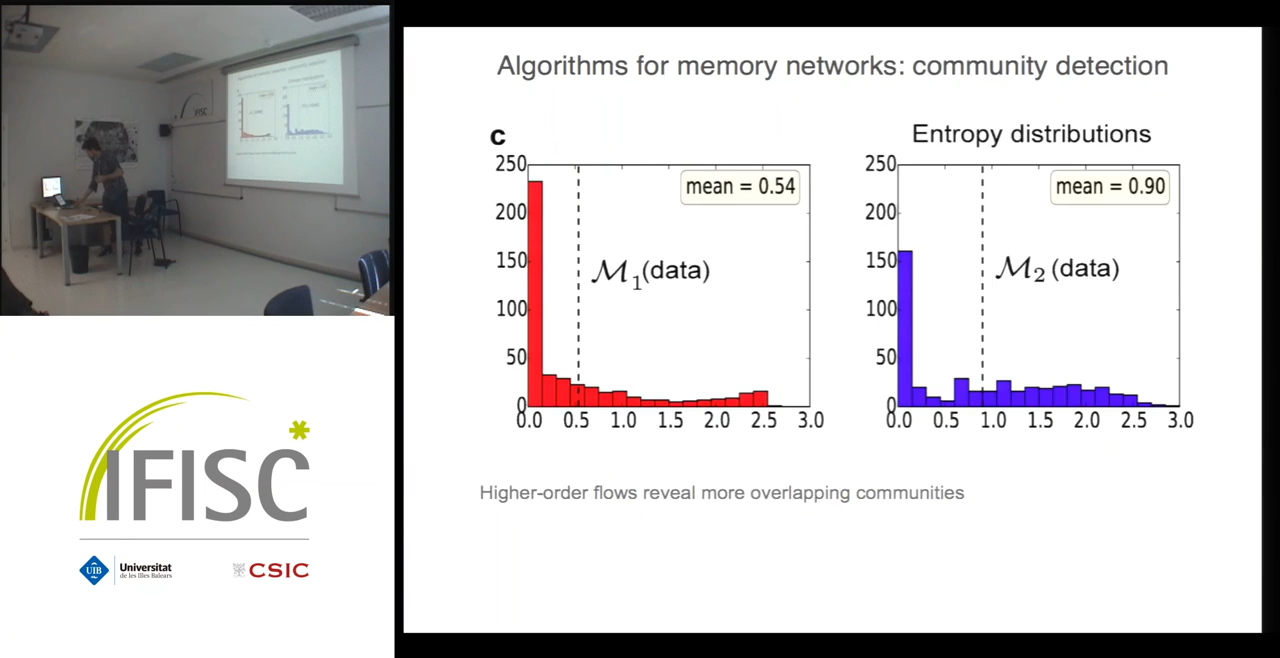 Algorithms for memory networks: community detection
c
250
200
150
100
50
0
0.0 0.5 1.0 1.5 2.0 2.5 3.0
mean = 0.54
ℳ₁(data)
Entropy distributions
250
200
150
100
50
0
0.0 0.5 1.0 1.5 2.0 2.5 3.0
mean = 0.90
ℳ₂ (data)
Higher-order flows reveal more overlapping communities
IFISC
IFISC
UIB
Universitat
de les Illes Balears
CSIC